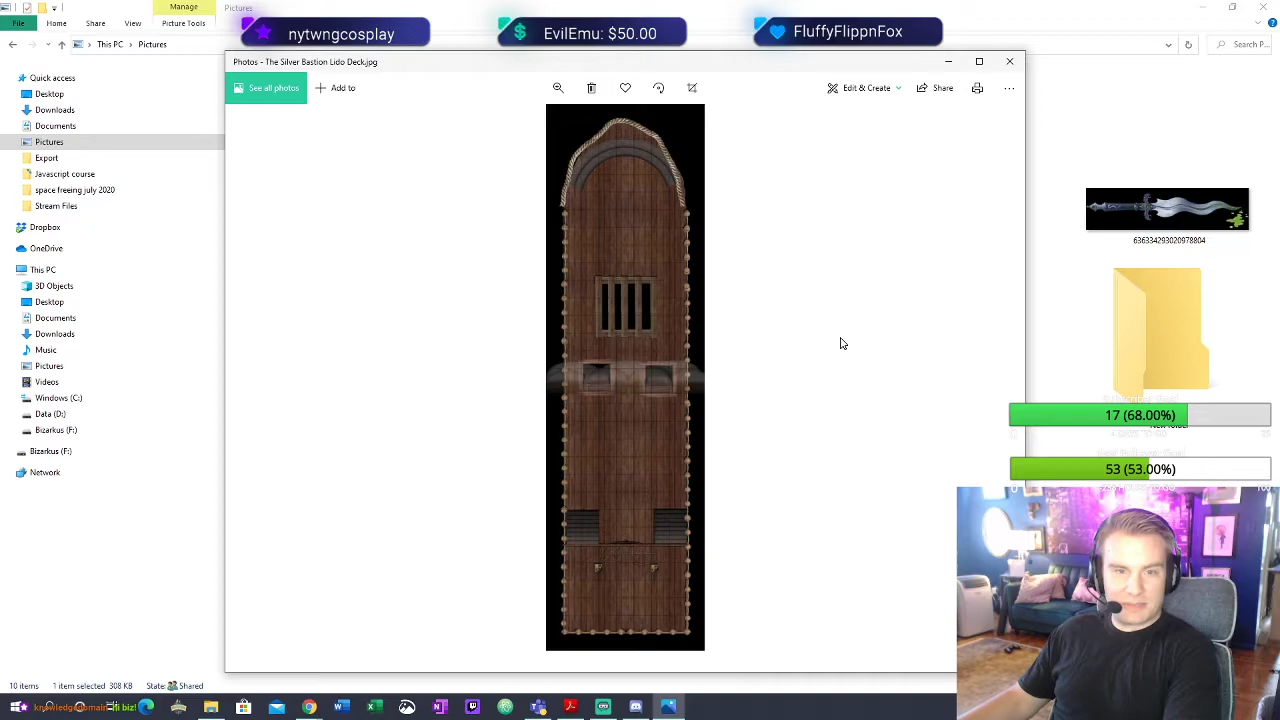 Manage
Pictures
File
Home
Share
View
Picture Tools
nytwngcosplay
EvilEmu: $50.00
FluffyFlippnFox
This PC
Pictures
Search P...
Photos - The Silver Bastion Lido Deck.jpg
See all photos
Add to
Edit & Create
Share
Quick access
Desktop
Downloads
Documents
Pictures
Export
Javascript course
space freeing july 2020
Stream Files
Dropbox
OneDrive
This PC
3D Objects
Desktop
Documents
Downloads
Music
Pictures
Videos
Windows (C:)
Data (D:)
Bizarkus (F:)
Bizarkus (F:)
Network
636334293020978804
17 (68.00%)
53 (53.00%)
100
10 items
1 item selected 308 KB
State: Shared